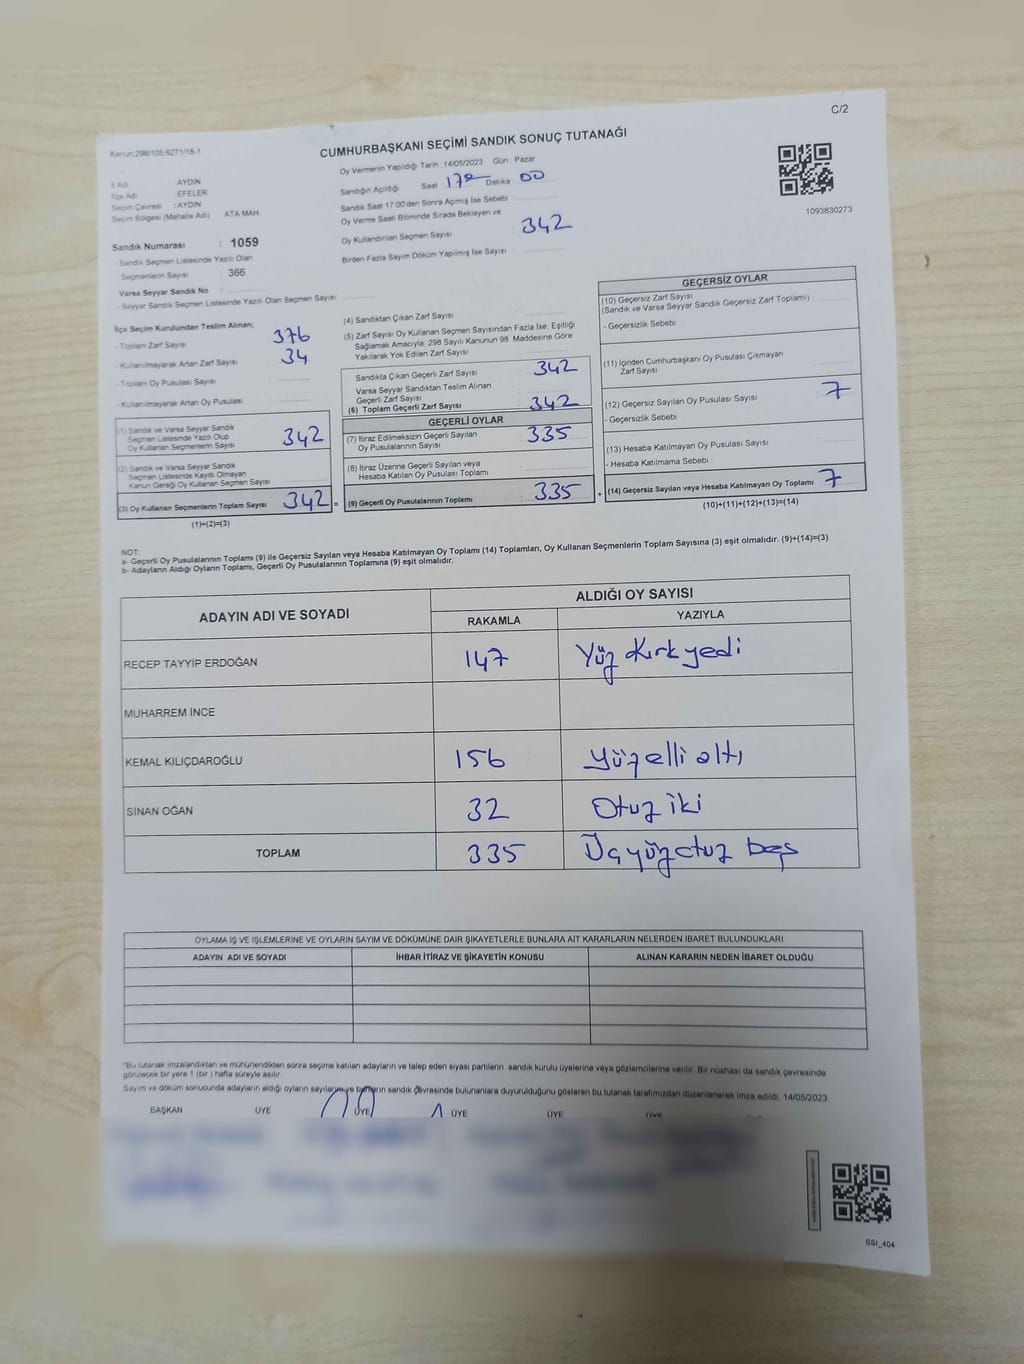 C/2
Kanun:298/105,6271/18-1
CUMHURBAŞKANI SEÇİMİ SANDIK SONUÇ TUTANAĞI
Oy Vermenin Yapıldığı Tarih :14/05/2023 Gün : Pazar
İl Adı : AYDIN
İlçe Adı : EFELER
Seçim Çevresi : AYDIN
Seçim Bölgesi (Mahalle Adı) ATA MAH.
Sandığın Açıldığı Saat 17 Dakika 00
Sandık Saat 17:00'den Sonra Açılmış İse Sebebi
Oy Verme Saati Bitiminde Sırada Bekleyen ve
Oy Kullandırılan Seçmen Sayısı 342
Birden Fazla Sayım Döküm Yapılmış İse Sayısı :
1093830273
Sandık Numarası : 1059
- Sandık Seçmen Listesinde Yazılı Olan
Seçmenlerin Sayısı : 366
Varsa Seyyar Sandık No :
- Seyyar Sandık Seçmen Listesinde Yazılı Olan Seçmen Sayısı
İlçe Seçim Kurulundan Teslim Alınan;
- Toplam Zarf Sayısı 376
- Kullanılmayarak Artan Zarf Sayısı 34
- Toplam Oy Pusulası Sayısı
- Kullanılmayarak Artan Oy Pusulası
(1) Sandık ve Varsa Seyyar Sandık
Seçmen Listesinde Yazılı Olup
Oy Kullanan Seçmenlerin Sayısı 342
(2) Sandık ve Varsa Seyyar Sandık
Seçmen Listesinde Kayıtlı Olmayan
Kanun Gereği Oy Kullanan Seçmen Sayısı
(3) Oy Kullanan Seçmenlerin Toplam Sayısı 342 =
(1)+(2)=(3)
(4) Sandıktan Çıkan Zarf Sayısı :
(5) Zarf Sayısı Oy Kullanan Seçmen Sayısından Fazla İse, Eşitliği
Sağlamak Amacıyla, 298 Sayılı Kanunun 98. Maddesine Göre
Yakılarak Yok Edilen Zarf Sayısı
Sandıkta Çıkan Geçerli Zarf Sayısı 342
Varsa Seyyar Sandıktan Teslim Alınan
Geçerli Zarf Sayısı
(6) Toplam Geçerli Zarf Sayısı 342
GEÇERLİ OYLAR
(7) İtiraz Edilmeksizin Geçerli Sayılan
Oy Pusulalarının Sayısı 335
(8) İtiraz Üzerine Geçerli Sayılan veya
Hesaba Katılan Oy Pusulası Toplamı
(9) Geçerli Oy Pusulalarının Toplamı : 335 +
GEÇERSİZ OYLAR
(10) Geçersiz Zarf Sayısı
(Sandık ve Varsa Seyyar Sandık Geçersiz Zarf Toplamı)
- Geçersizlik Sebebi
(11) İçinden Cumhurbaşkanı Oy Pusulası Çıkmayan
Zarf Sayısı
(12) Geçersiz Sayılan Oy Pusulası Sayısı 7
- Geçersizlik Sebebi
(13) Hesaba Katılmayan Oy Pusulası Sayısı
- Hesaba Katılmama Sebebi
(14) Geçersiz Sayılan veya Hesaba Katılmayan Oy Toplamı 7
(10)+(11)+(12)+(13)=(14)
NOT:
a- Geçerli Oy Pusulalarının Toplamı (9) ile Geçersiz Sayılan veya Hesaba Katılmayan Oy Toplamı (14) Toplamları, Oy Kullanan Seçmenlerin Toplam Sayısına (3) eşit olmalıdır. (9)+(14)=(3)
b- Adayların Aldığı Oyların Toplamı, Geçerli Oy Pusulalarının Toplamına (9) eşit olmalıdır.
ADAYIN ADI VE SOYADI ALDIĞI OY SAYISI
RAKAMLA YAZIYLA
RECEP TAYYİP ERDOĞAN 147 Yüz Kırk yedi
MUHARREM İNCE
KEMAL KILIÇDAROĞLU 156 yüz elli altı
SİNAN OĞAN 32 Otuz iki
TOPLAM 335 Üçyüzotuz beş
OYLAMA İŞ VE İŞLEMLERİNE VE OYLARIN SAYIM VE DÖKÜMÜNE DAİR ŞİKAYETLERLE BUNLARA AİT KARARLARIN NELERDEN İBARET BULUNDUKLARI
ADAYIN ADI VE SOYADI İHBAR İTİRAZ VE ŞİKAYETİN KONUSU ALINAN KARARIN NEDEN İBARET OLDUĞU
*Bu tutanak imzalandıktan ve mühürlendikten sonra seçime katılan adayların ve talep eden siyasi partilerin sandık kurulu üyelerine veya gözlemcilerine verilir. Bir nüshası da sandık çevresinde
görülecek bir yere 1 (bir ) hafta süreyle asılır.
Sayım ve döküm sonucunda adayların aldığı oyların sayılarını ve bunların sandık çevresinde bulunanlara duyurulduğunu gösteren bu tutanak tarafımızdan düzenlenerek imza edildi. 14/05/2023
BAŞKAN ÜYE ÜYE ÜYE ÜYE ÜYE
SSI_404